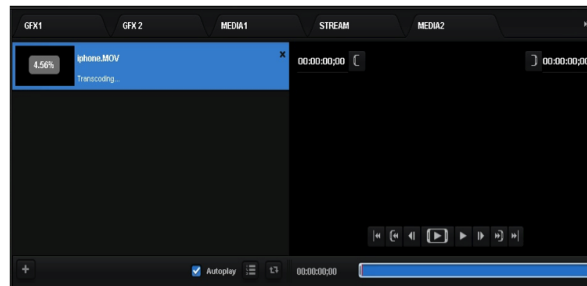 GFX1 GFX 2 MEDIA1 STREAM MEDIA2
4.56% iphone.MOV x
Transcoding...
00:00:00;00 00:00:00;00
Autoplay 00:00:00;00